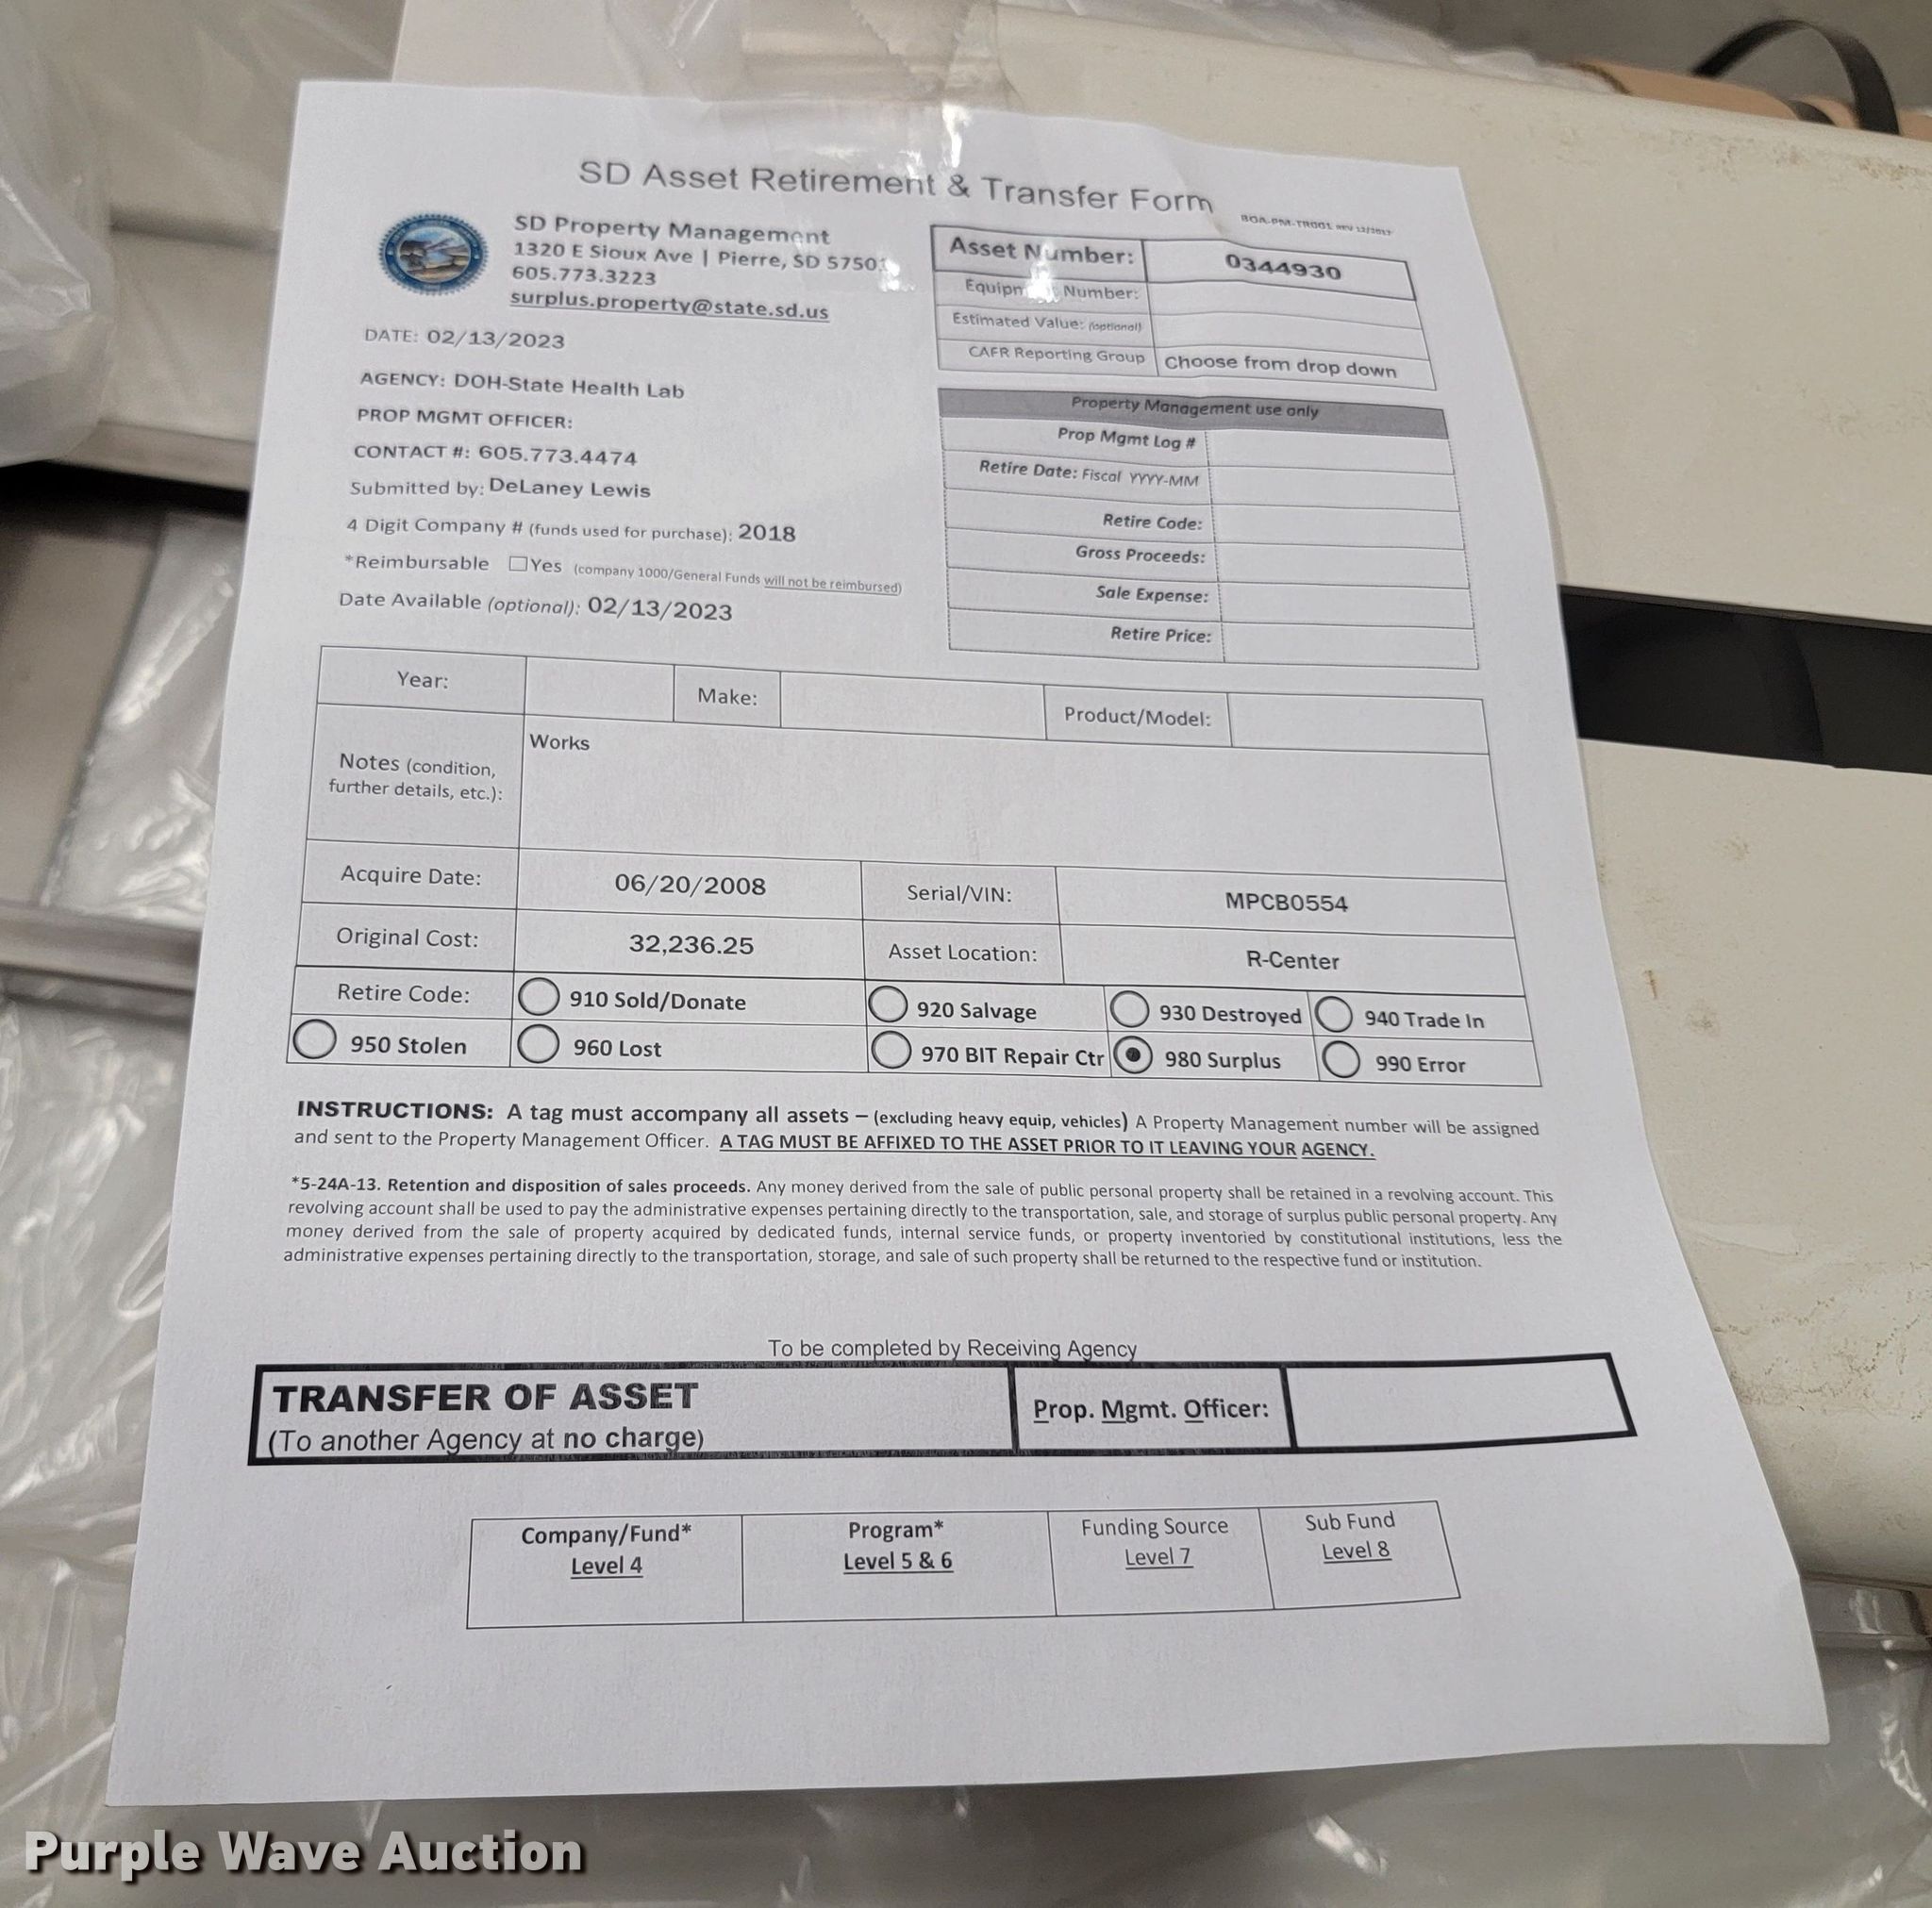 SD Asset Retirement & Transfer Form
BOA-PM-TR001 REV 12/2017
SD Property Management
1320 E Sioux Ave | Pierre, SD 57501
605.773.3223
surplus.property@state.sd.us
Asset Number: 0344930
Equipment Number:
Estimated Value: (optional)
CAFR Reporting Group Choose from drop down
DATE: 02/13/2023
AGENCY: DOH-State Health Lab
PROP MGMT OFFICER:
CONTACT #: 605.773.4474
Submitted by: DeLaney Lewis
4 Digit Company # (funds used for purchase): 2018
*Reimbursable ☐Yes (company 1000/General Funds will not be reimbursed)
Date Available (optional): 02/13/2023
Property Management use only
Prop Mgmt Log #
Retire Date: Fiscal YYYY-MM
Retire Code:
Gross Proceeds:
Sale Expense:
Retire Price:
Year: Make: Product/Model:
Notes (condition,
further details, etc.):
Works
Acquire Date: 06/20/2008 Serial/VIN: MPCB0554
Original Cost: 32,236.25 Asset Location: R-Center
Retire Code: 910 Sold/Donate 920 Salvage 930 Destroyed 940 Trade In
950 Stolen 960 Lost 970 BIT Repair Ctr 980 Surplus 990 Error
INSTRUCTIONS: A tag must accompany all assets – (excluding heavy equip, vehicles) A Property Management number will be assigned
and sent to the Property Management Officer. A TAG MUST BE AFFIXED TO THE ASSET PRIOR TO IT LEAVING YOUR AGENCY.
*5-24A-13. Retention and disposition of sales proceeds. Any money derived from the sale of public personal property shall be retained in a revolving account. This
revolving account shall be used to pay the administrative expenses pertaining directly to the transportation, sale, and storage of surplus public personal property. Any
money derived from the sale of property acquired by dedicated funds, internal service funds, or property inventoried by constitutional institutions, less the
administrative expenses pertaining directly to the transportation, storage, and sale of such property shall be returned to the respective fund or institution.
To be completed by Receiving Agency
TRANSFER OF ASSET
(To another Agency at no charge)
Prop. Mgmt. Officer:
Company/Fund* Program* Funding Source Sub Fund
Level 4 Level 5 & 6 Level 7 Level 8
Purple Wave Auction